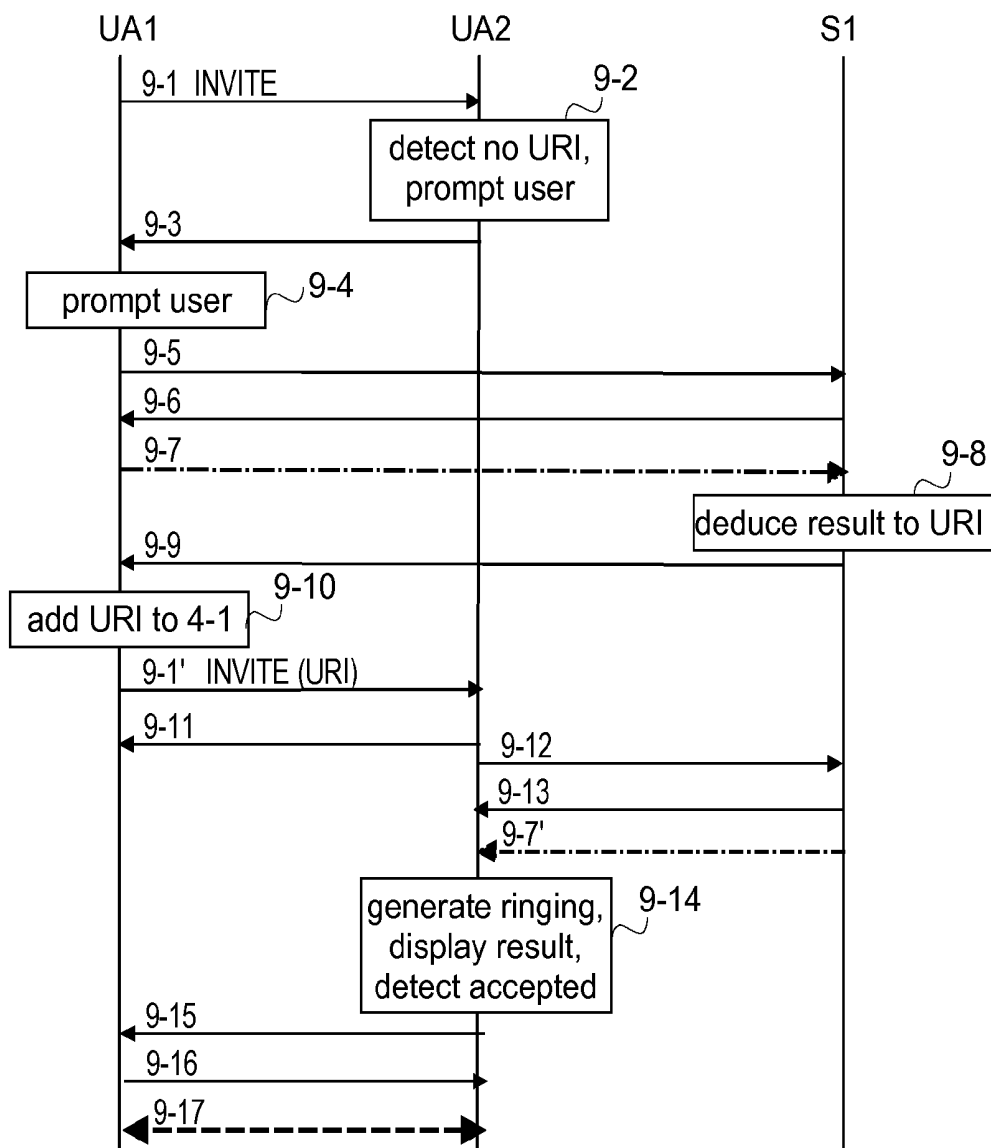 UA1 UA2 S1
9-1 INVITE
9-2
detect no URI,
prompt user
9-3
prompt user
9-4
9-5
9-6
9-7
9-8
deduce result to URI
9-9
9-10
add URI to 4-1
9-1' INVITE (URI)
9-11
9-12
9-13
9-7'
generate ringing,
display result,
detect accepted
9-14
9-15
9-16
9-17